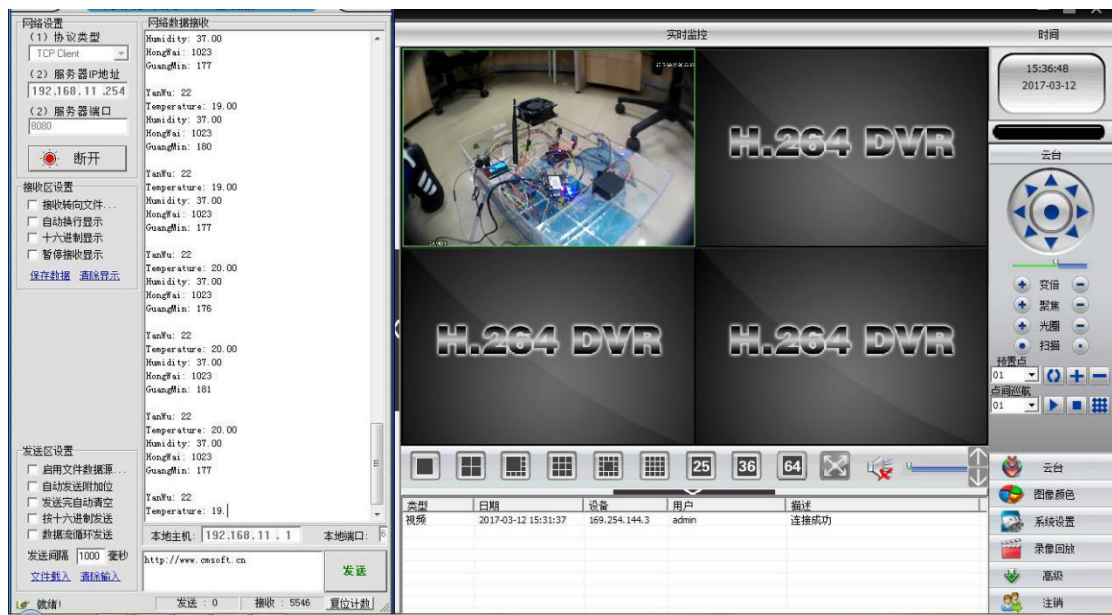 网络设置
(1) 协议类型
TCP Client
(2) 服务器IP地址
192.168.11.254
(2) 服务器端口
8080
断开
接收区设置
接收转向文件...
自动换行显示
十六进制显示
暂停接收显示
保存数据 清除显示
发送区设置
启用文件数据源...
自动发送附加位
发送完自动清空
按十六进制发送
数据流循环发送
发送间隔 1000 毫秒
文件载入 清除输入
就绪!
网络数据接收
Humidity: 37.00
HongWai: 1023
GuangMin: 177
YanWu: 22
Temperature: 19.00
Humidity: 37.00
HongWai: 1023
GuangMin: 180
YanWu: 22
Temperature: 19.00
Humidity: 37.00
HongWai: 1023
GuangMin: 177
YanWu: 22
Temperature: 20.00
Humidity: 37.00
HongWai: 1023
GuangMin: 176
YanWu: 22
Temperature: 20.00
Humidity: 37.00
HongWai: 1023
GuangMin: 181
YanWu: 22
Temperature: 20.00
Humidity: 37.00
HongWai: 1023
GuangMin: 177
YanWu: 22
Temperature: 19.
本地主机: 192.168.11.1 本地端口: 6
http://www.cmsoft.cn
发送
发送 : 0 接收 : 5546 复位计数
实时监控
H.264 DVR
H.264 DVR
H.264 DVR
25 36 64
类型 日期 设备 用户 描述
视频 2017-03-12 15:31:37 169.254.144.3 admin 连接成功
时间
15:36:48
2017-03-12
云台
变倍
聚焦
光圈
扫描
预置点
01
点间巡航
01
云台
图像颜色
系统设置
录像回放
高级
注销